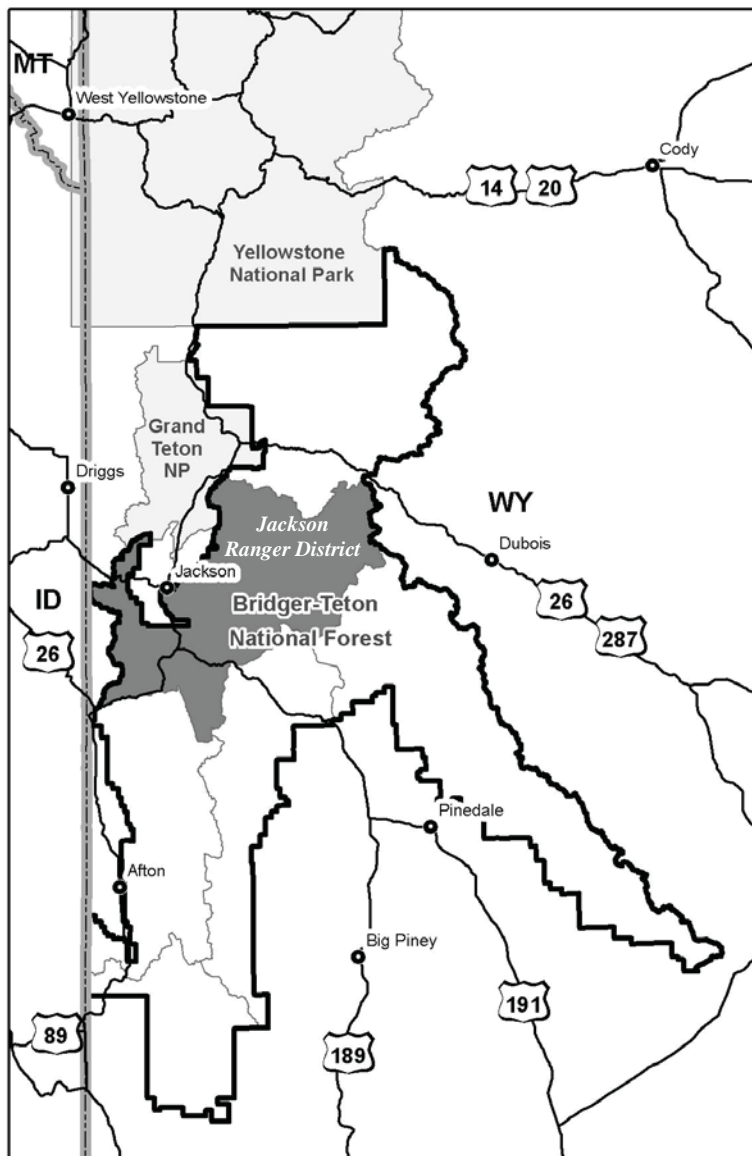 MT
West Yellowstone
Cody
14
20
Yellowstone
National Park
Grand
Teton
NP
Driggs
WY
Jackson
Ranger District
Dubois
Jackson
ID
Bridger-Teton
National Forest
26
26
287
Pinedale
Afton
Big Piney
191
89
189